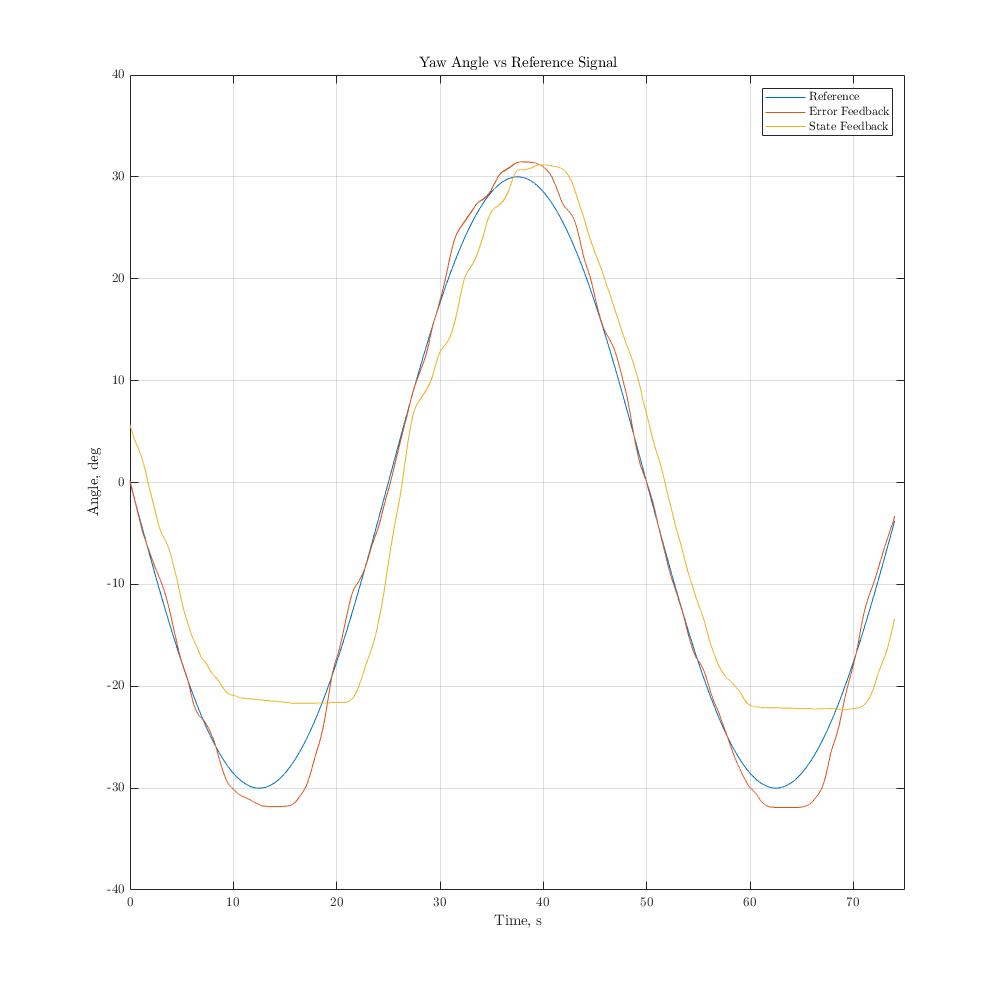 Yaw Angle vs Reference Signal
40
Reference
Error Feedback
State Feedback
30
20
10
Angle, deg
0
-10
-20
-30
-40
0 10 20 30 40 50 60 70
Time, s